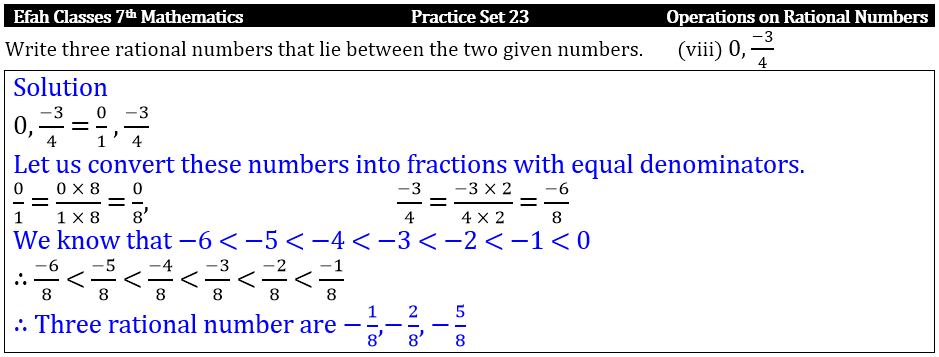 Efah Classes 7th Mathematics Practice Set 23 Operations on Rational Numbers
Write three rational numbers that lie between the two given numbers. (viii) 0, -3/4
Solution
0, -3/4 = 0/1 , -3/4
Let us convert these numbers into fractions with equal denominators.
0/1 = 0 × 8/1 × 8 = 0/8, -3/4 = -3 × 2/4 × 2 = -6/8
We know that −6 < −5 < −4 < −3 < −2 < −1 < 0
∴ -6/8 < -5/8 < -4/8 < -3/8 < -2/8 < -1/8
∴ Three rational number are −1/8,−2/8, −5/8